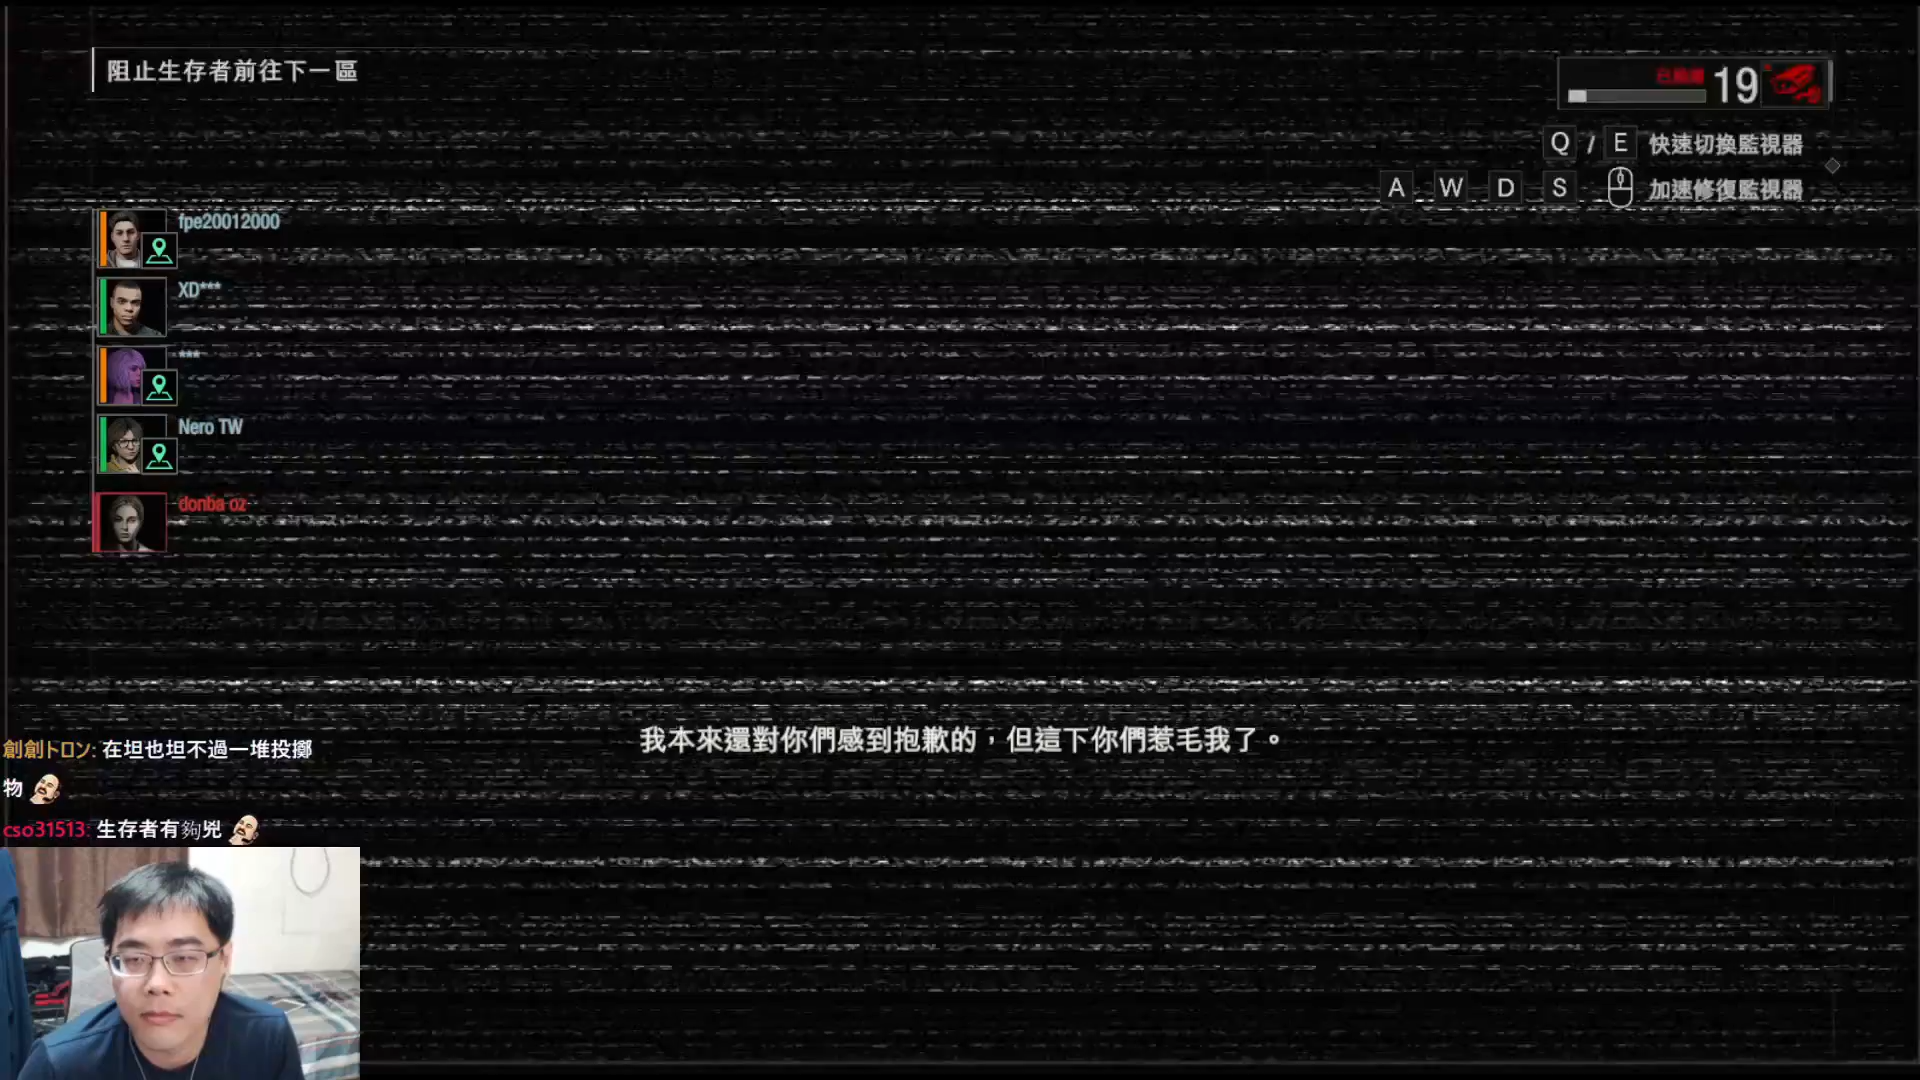 阻止生存者前往下一區
19
Q / E 快速切換監視器
A W D S 加速修復監視器
fpe20012000
XD***
***
Nero TW
donba oz
我本來還對你們感到抱歉的，但這下你們惹毛我了。
創創トロン: 在坦也坦不過一堆投擲
物
cso31513: 生存者有夠兇